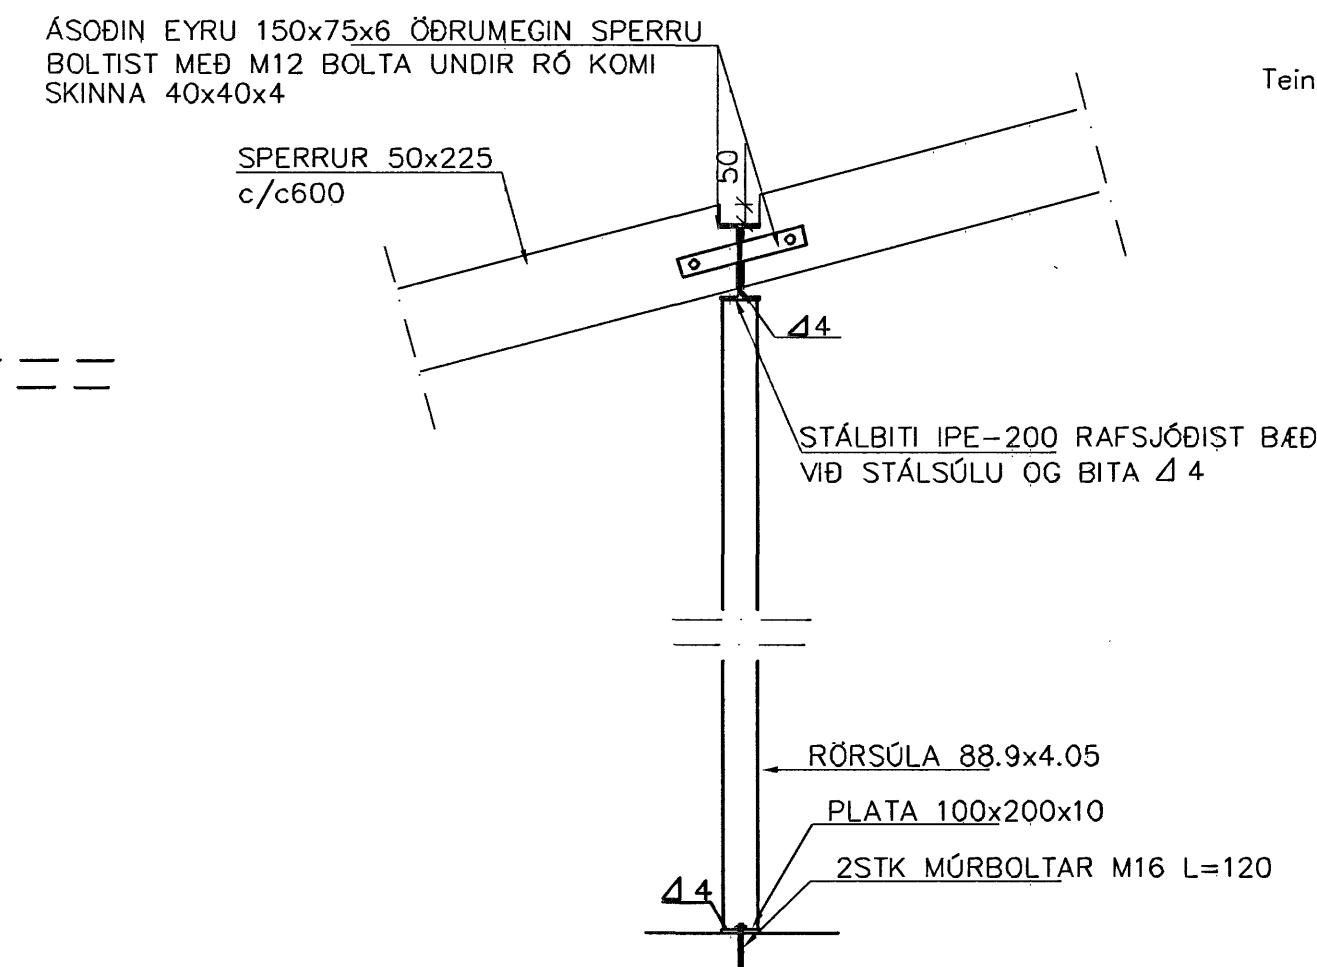 ÁSOÐIN EYRU 150x75x6 ÖÐRUMEGIN SPERRU
BOLTIST MEÐ M12 BOLTA UNDIR RÓ KOMI
SKINNA 40x40x4
Tein
SPERRUR 50x225
c/c600
50
⊿4
STÁLBITI IPE-200 RAFSJÓÐIST BÆÐ
VIÐ STÁLSÚLU OG BITA ⊿ 4
RÖRSÚLA 88.9x4.05
PLATA 100x200x10
2STK MÚRBOLTAR M16 L=120
⊿ 4